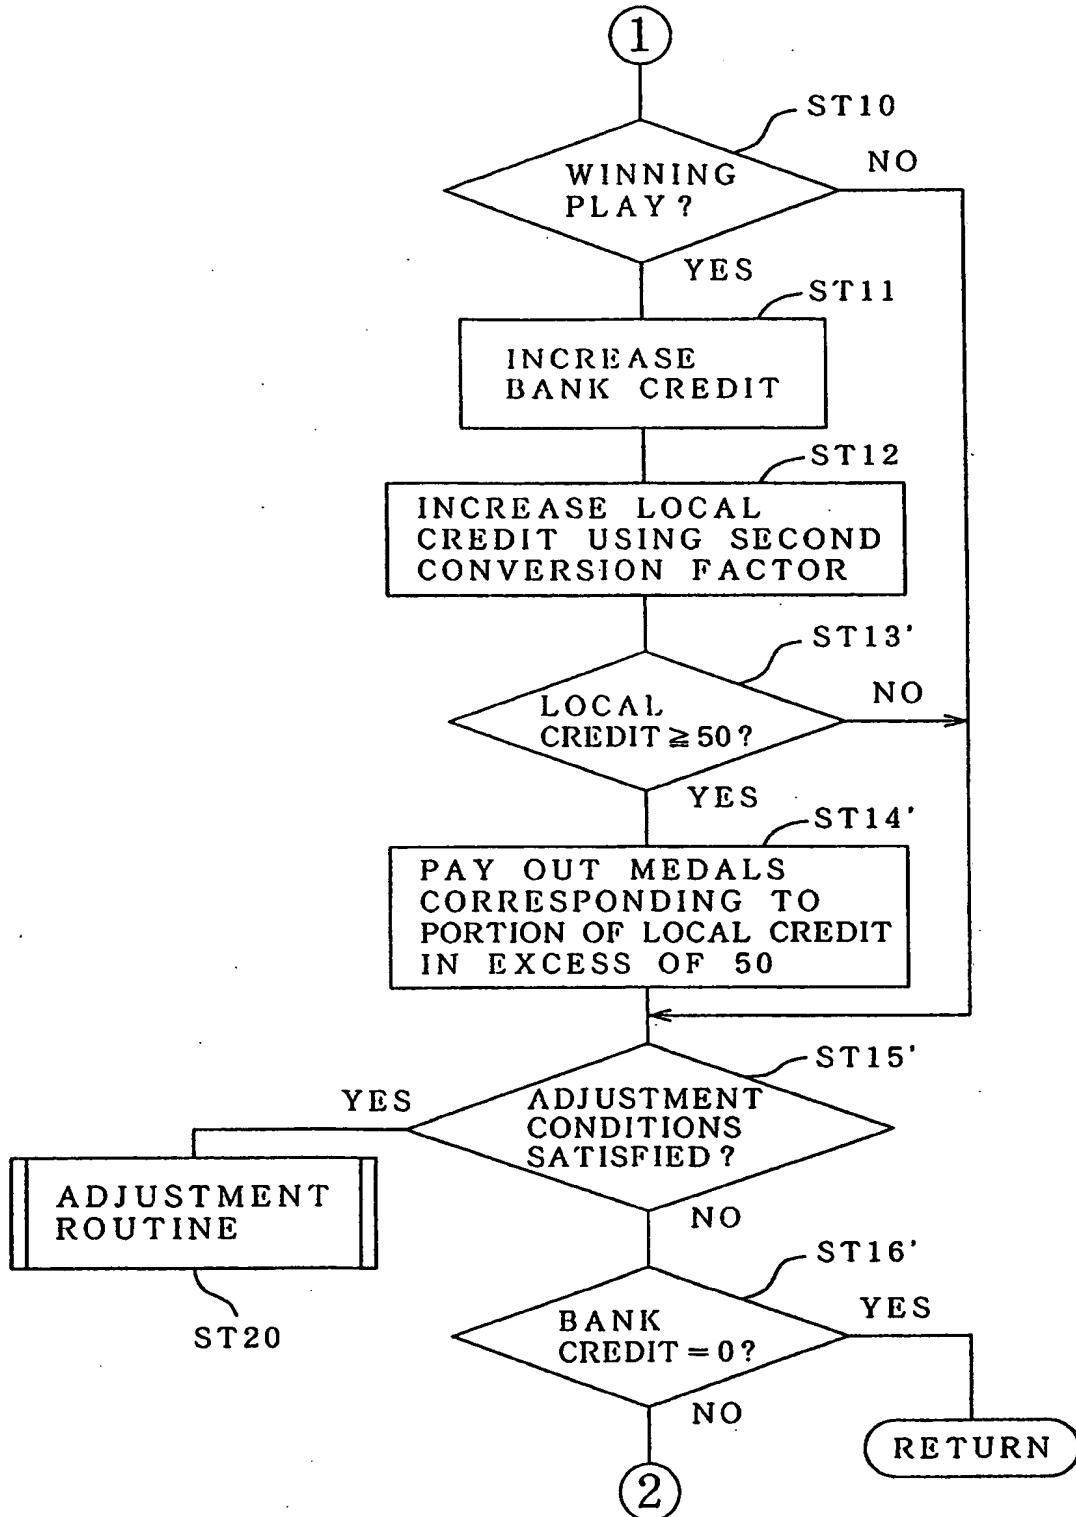 1
ST10
WINNING
PLAY?
NO
YES
ST11
INCREASE
BANK CREDIT
ST12
INCREASE LOCAL
CREDIT USING SECOND
CONVERSION FACTOR
ST13'
LOCAL
CREDIT≧50?
NO
YES
ST14'
PAY OUT MEDALS
CORRESPONDING TO
PORTION OF LOCAL CREDIT
IN EXCESS OF 50
ST15'
YES
ADJUSTMENT
CONDITIONS
SATISFIED?
ADJUSTMENT
ROUTINE
NO
ST20
ST16'
BANK
CREDIT=0?
YES
NO
RETURN
2